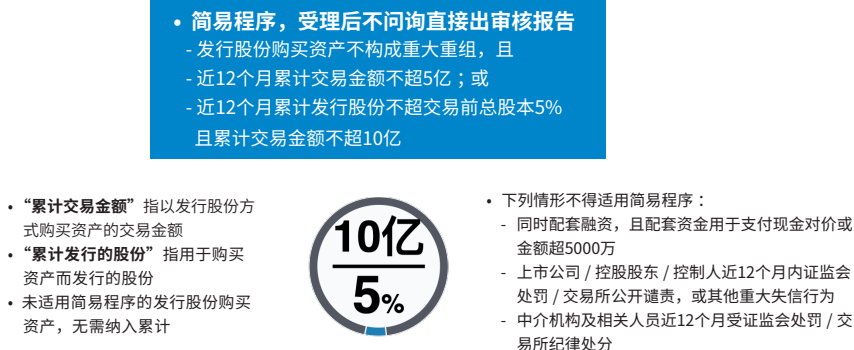 • 简易程序，受理后不问询直接出审核报告
- 发行股份购买资产不构成重大重组，且
- 近12个月累计交易金额不超5亿；或
- 近12个月累计发行股份不超交易前总股本5%
且累计交易金额不超10亿
• “累计交易金额”指以发行股份方
式购买资产的交易金额
• “累计发行的股份”指用于购买
资产而发行的股份
• 未适用简易程序的发行股份购买
资产，无需纳入累计
10亿
5%
• 下列情形不得适用简易程序：
- 同时配套融资，且配套资金用于支付现金对价或
金额超5000万
- 上市公司 / 控股股东 / 控制人近12个月内证监会
处罚 / 交易所公开谴责，或其他重大失信行为
- 中介机构及相关人员近12个月受证监会处罚 / 交
易所纪律处分